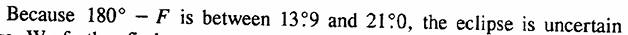 Because 180° − F is between 13°.9 and 21°.0, the eclipse is uncertain